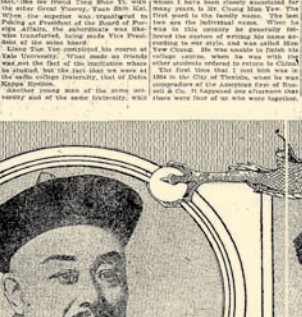 fact, like his friend Tong Shao Yi, with
the other Grand Viceroy, Yuan Shih Kai.
When the superior was transferred to
Peking as President of the Board of For-
eign Affairs, the subordinate was like-
wise transferred, being made Vice Presi-
dent of the same board.
Liang Tun Yen completed his course at
Yale University. What made us friends
was not the fact of the institution where
he studied, but the fact that we were of
the same college fraternity, that of Delta
Kappa Epsilon.
Another young man of the same uni-
versity and of the same fraternity, with
whom I have been closely associated for
many years, is Mr. Chung Mun Yew. The
first word is the family name. The last
two are the individual name. When he
was in this country he generally fol-
lowed the custom of writing his name ac-
cording to our style, and was called Mun
Yew Chung. He was unable to finish his
college course, when he was with the
other students ordered to return to China.
The first time that I met him was in
1884 in the City of Tientsin, when he was
compradore of the American firm of Rus-
sell & Co. It happened one afternoon that
there were four of us who were together,